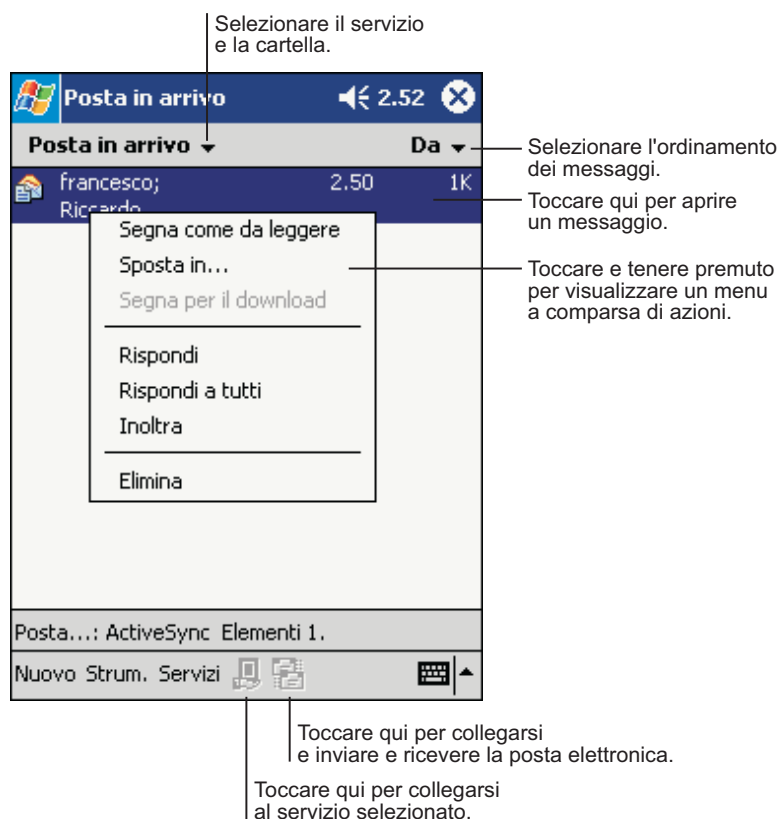 Selezionare il servizio
e la cartella.
Posta in arrivo 2.52
Posta in arrivo Da
Selezionare l'ordinamento
dei messaggi.
francesco; 2.50 1K
Riccardo
Toccare qui per aprire
un messaggio.
Segna come da leggere
Sposta in...
Segna per il download
Rispondi
Rispondi a tutti
Inoltra
Elimina
Toccare e tenere premuto
per visualizzare un menu
a comparsa di azioni.
Posta...: ActiveSync Elementi 1.
Nuovo Strum. Servizi
Toccare qui per collegarsi
e inviare e ricevere la posta elettronica.
Toccare qui per collegarsi
al servizio selezionato.